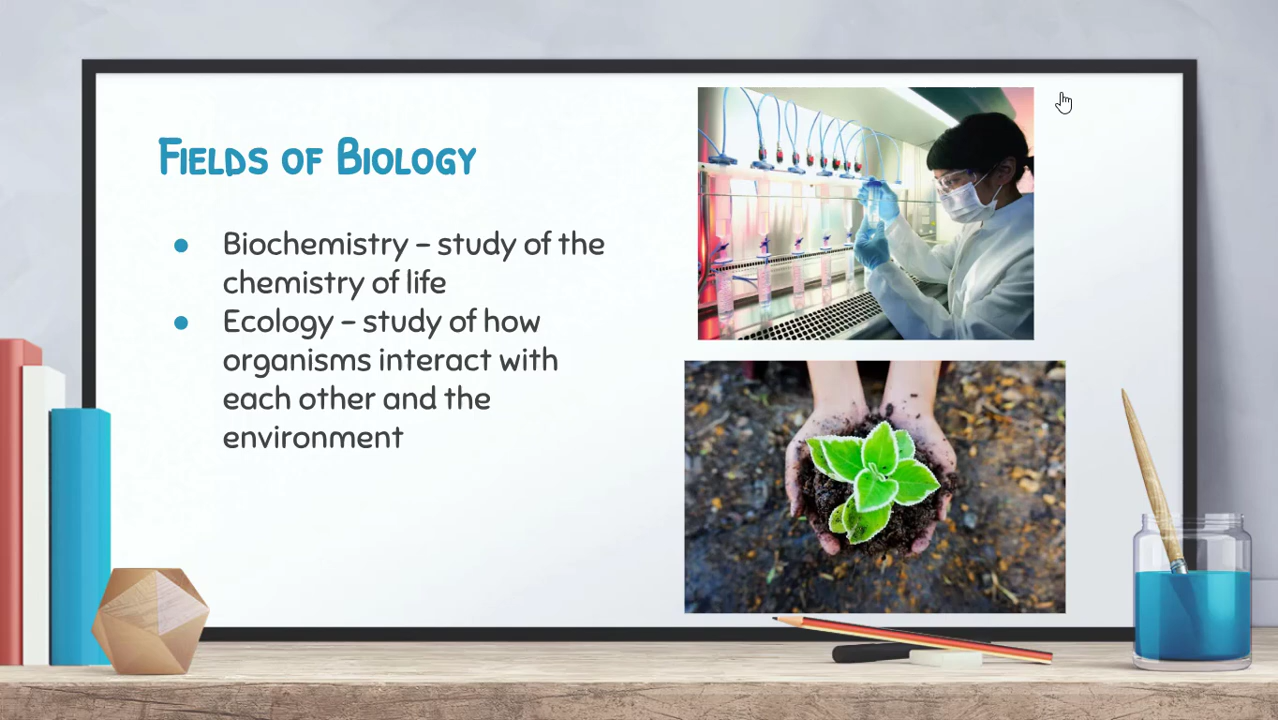 Fields of Biology
● Biochemistry – study of the
chemistry of life
● Ecology – study of how
organisms interact with
each other and the
environment